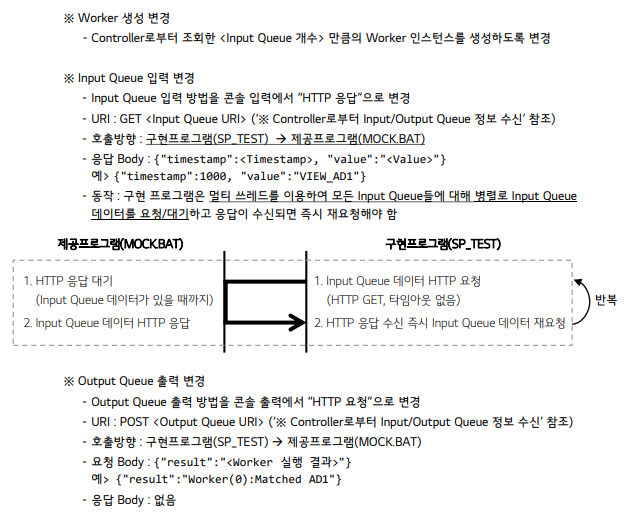 ※ Worker 생성 변경
- Controller로부터 조회한 <Input Queue 개수> 만큼의 Worker 인스턴스를 생성하도록 변경
※ Input Queue 입력 변경
- Input Queue 입력 방법을 콘솔 입력에서 “HTTP 응답”으로 변경
- URI : GET <Input Queue URI> (‘※ Controller로부터 Input/Output Queue 정보 수신’ 참조)
- 호출방향 : 구현프로그램(SP_TEST) → 제공프로그램(MOCK.BAT)
- 응답 Body : {"timestamp":<Timestamp>, "value":"<Value>"}
예> {"timestamp":1000, "value":"VIEW_AD1"}
- 동작 : 구현 프로그램은 멀티 쓰레드를 이용하여 모든 Input Queue들에 대해 병렬로 Input Queue
데이터를 요청/대기하고 응답이 수신되면 즉시 재요청해야 함
제공프로그램(MOCK.BAT)
1. HTTP 응답 대기
(Input Queue 데이터가 있을 때까지)
2. Input Queue 데이터 HTTP 응답
구현프로그램(SP_TEST)
1. Input Queue 데이터 HTTP 요청
(HTTP GET, 타임아웃 없음)
2. HTTP 응답 수신 즉시 Input Queue 데이터 재요청
반복
※ Output Queue 출력 변경
- Output Queue 출력 방법을 콘솔 출력에서 “HTTP 요청”으로 변경
- URI : POST <Output Queue URI> (‘※ Controller로부터 Input/Output Queue 정보 수신’ 참조)
- 호출방향 : 구현프로그램(SP_TEST) → 제공프로그램(MOCK.BAT)
- 요청 Body : {"result":"<Worker 실행 결과>"}
예> {"result":"Worker(0):Matched AD1"}
- 응답 Body : 없음